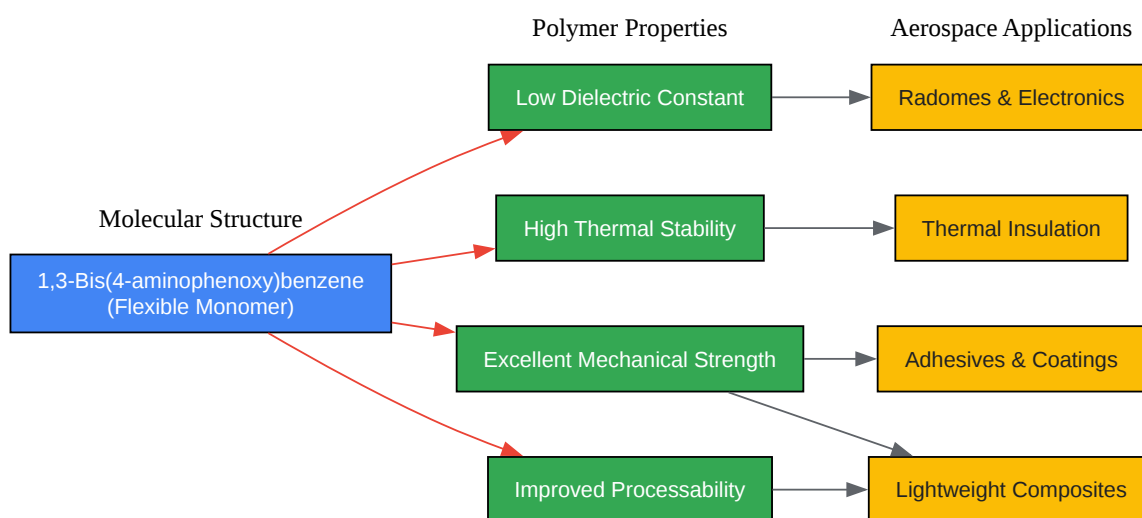 Polymer Properties
Aerospace Applications
Low Dielectric Constant
Radomes & Electronics
Molecular Structure
High Thermal Stability
Thermal Insulation
1,3-Bis(4-aminophenoxy)benzene
(Flexible Monomer)
Excellent Mechanical Strength
Adhesives & Coatings
Improved Processability
Lightweight Composites